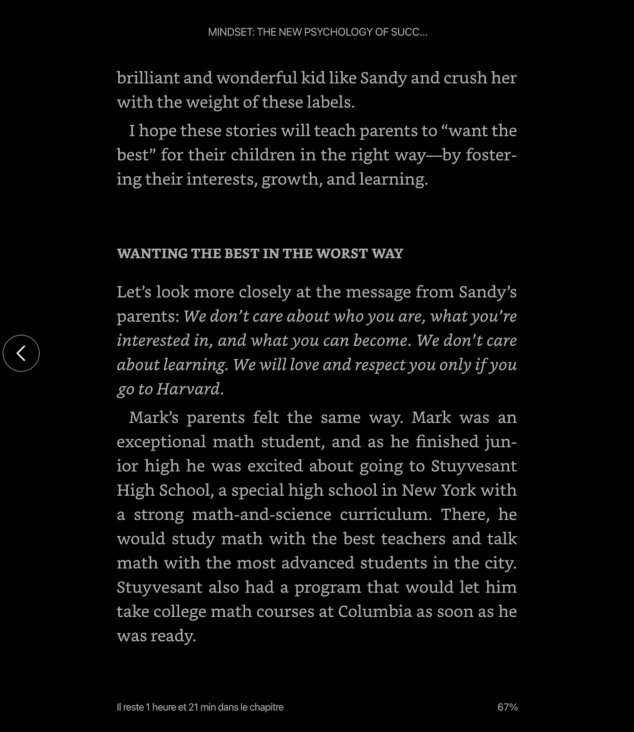 MINDSET: THE NEW PSYCHOLOGY OF SUCC...
brilliant and wonderful kid like Sandy and crush her
with the weight of these labels.
I hope these stories will teach parents to “want the
best” for their children in the right way—by foster-
ing their interests, growth, and learning.
WANTING THE BEST IN THE WORST WAY
Let’s look more closely at the message from Sandy’s
parents: We don’t care about who you are, what you’re
interested in, and what you can become. We don’t care
about learning. We will love and respect you only if you
go to Harvard.
Mark’s parents felt the same way. Mark was an
exceptional math student, and as he finished jun-
ior high he was excited about going to Stuyvesant
High School, a special high school in New York with
a strong math-and-science curriculum. There, he
would study math with the best teachers and talk
math with the most advanced students in the city.
Stuyvesant also had a program that would let him
take college math courses at Columbia as soon as he
was ready.
Il reste 1 heure et 21 min dans le chapitre
67%